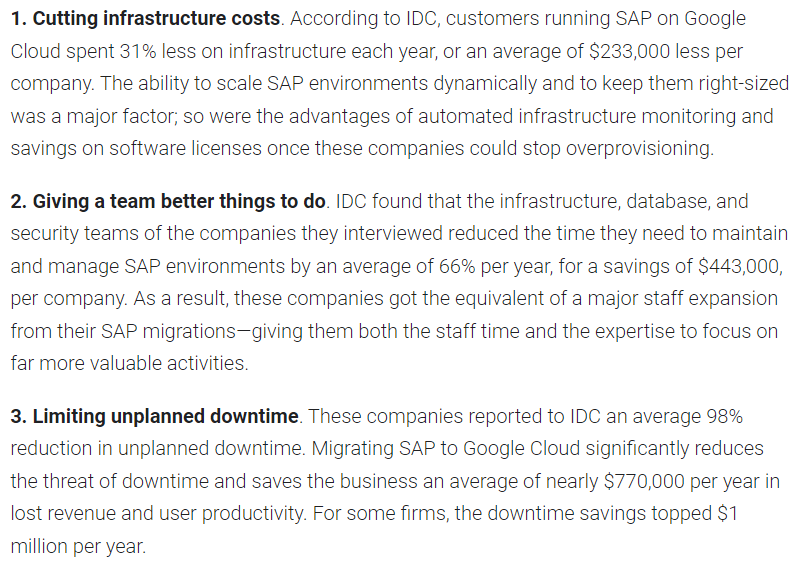 1. Cutting infrastructure costs. According to IDC, customers running SAP on Google
Cloud spent 31% less on infrastructure each year, or an average of $233,000 less per
company. The ability to scale SAP environments dynamically and to keep them right-sized
was a major factor; so were the advantages of automated infrastructure monitoring and
savings on software licenses once these companies could stop overprovisioning.
2. Giving a team better things to do. IDC found that the infrastructure, database, and
security teams of the companies they interviewed reduced the time they need to maintain
and manage SAP environments by an average of 66% per year, for a savings of $443,000,
per company. As a result, these companies got the equivalent of a major staff expansion
from their SAP migrations—giving them both the staff time and the expertise to focus on
far more valuable activities.
3. Limiting unplanned downtime. These companies reported to IDC an average 98%
reduction in unplanned downtime. Migrating SAP to Google Cloud significantly reduces
the threat of downtime and saves the business an average of nearly $770,000 per year in
lost revenue and user productivity. For some firms, the downtime savings topped $1
million per year.